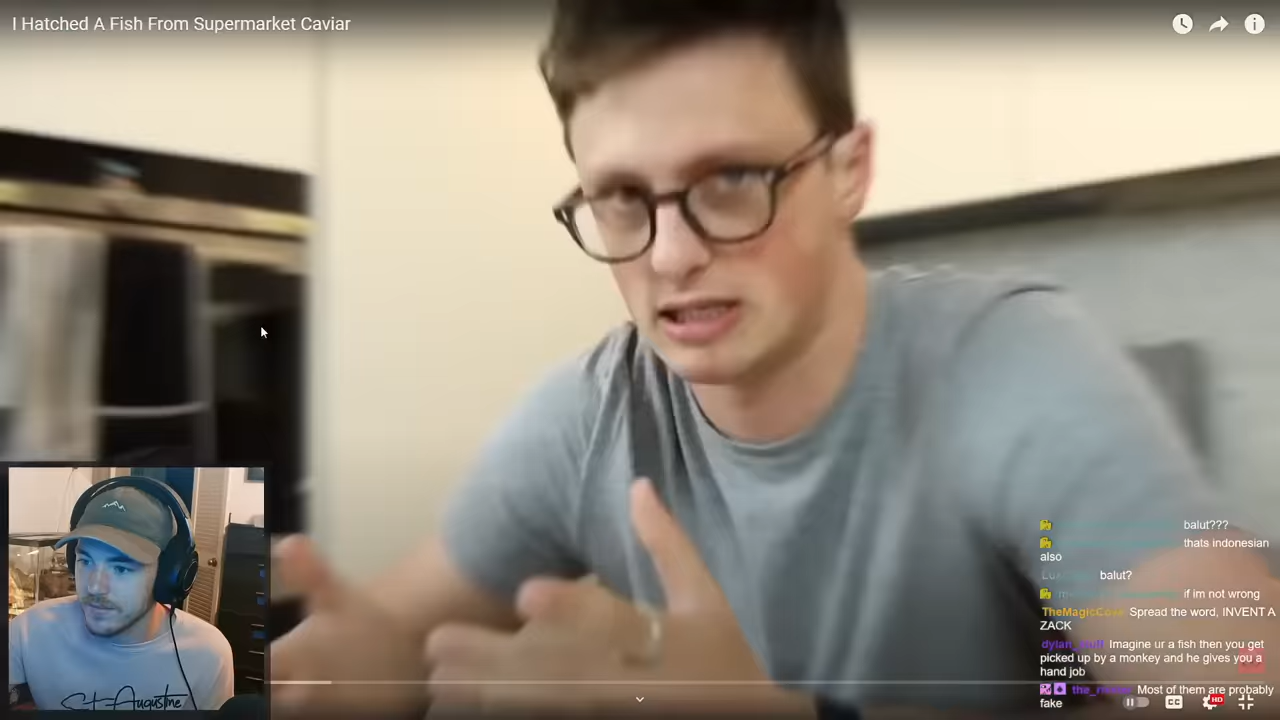 I Hatched A Fish From Supermarket Caviar
balut???
thats indonesian
also
balut?
if im not wrong
Spread the word, INVENT A
ZACK
Imagine ur a fish then you get
picked up by a monkey and he gives you a
hand job
Most of them are probably
fake
CC
HD
St. Augustine